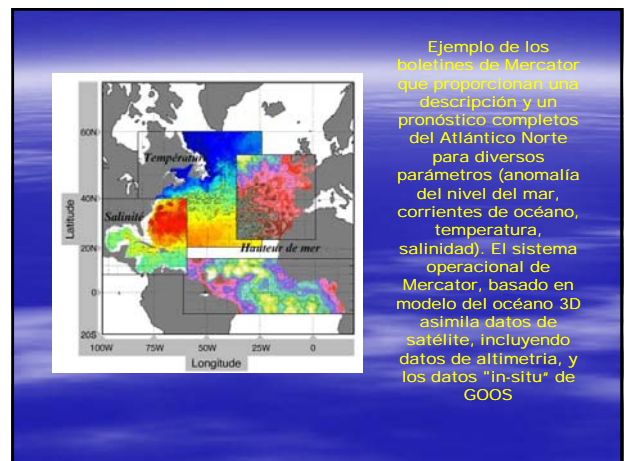 Ejemplo de los
boletines de Mercator
que proporcionan una
descripción y un
pronóstico completos
del Atlántico Norte
para diversos
parámetros (anomalía
del nivel del mar,
corrientes de océano,
temperatura,
salinidad). El sistema
operacional de
Mercator, basado en
modelo del océano 3D
asimila datos de
satélite, incluyendo
datos de altimetria, y
los datos "in-situ" de
GOOS
60N
Température
40N
Salinité
Latitude
20N
Hauteur de mer
0
20S
100W 75W 50W 25W 0
Longitude